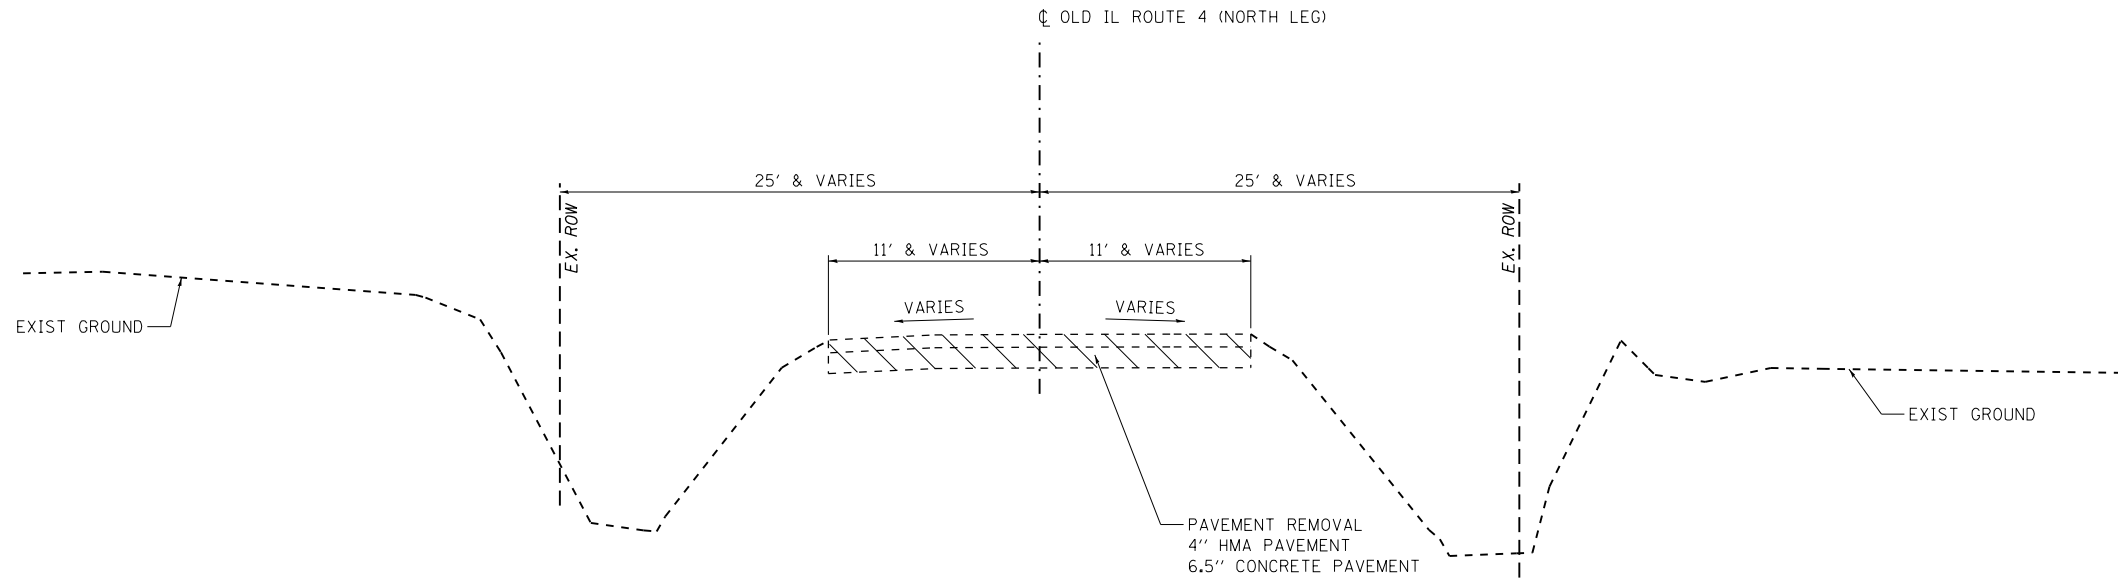 ℄ OLD IL ROUTE 4 (NORTH LEG)
25' & VARIES
25' & VARIES
EX. ROW
EX. ROW
11' & VARIES
11' & VARIES
VARIES
VARIES
EXIST GROUND
EXIST GROUND
PAVEMENT REMOVAL
4'' HMA PAVEMENT
6.5'' CONCRETE PAVEMENT